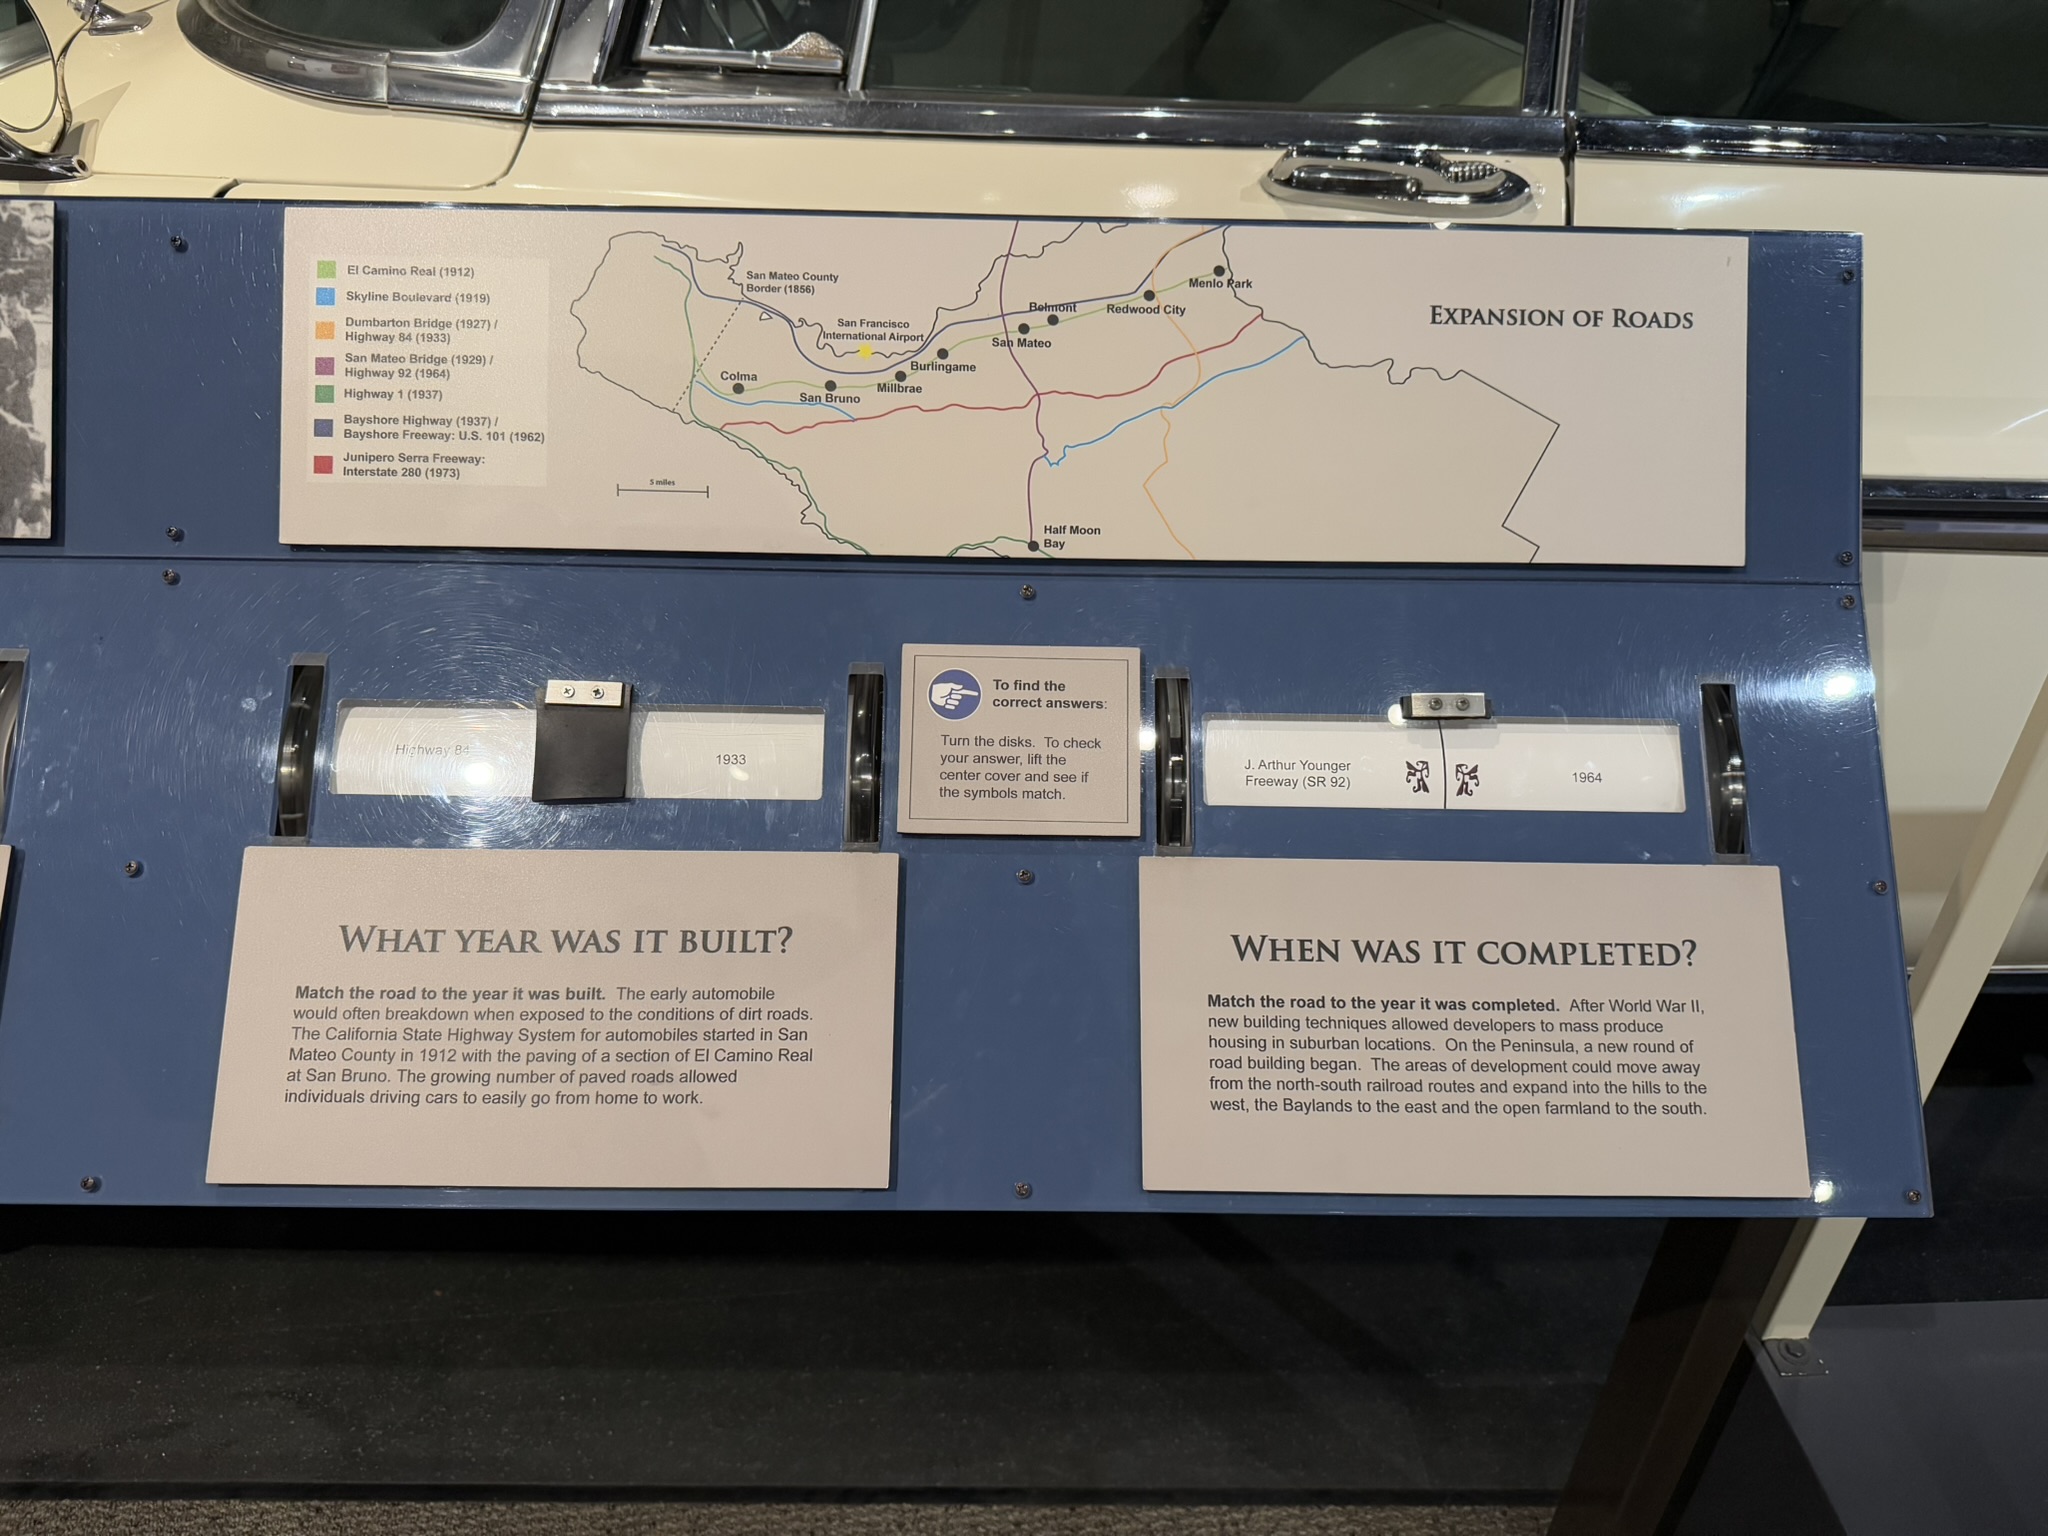 El Camino Real (1912)
Skyline Boulevard (1919)
Dumbarton Bridge (1927) /
Highway 84 (1933)
San Mateo Bridge (1929) /
Highway 92 (1964)
Highway 1 (1937)
Bayshore Highway (1937) /
Bayshore Freeway: U.S. 101 (1962)
Junipero Serra Freeway:
Interstate 280 (1973)
San Mateo County
Border (1856)
San Francisco
International Airport
Colma
San Bruno
Millbrae
Burlingame
San Mateo
Belmont
Redwood City
Menlo Park
Half Moon
Bay
5 miles
EXPANSION OF ROADS
Highway 84
1933
To find the
correct answers:
Turn the disks. To check
your answer, lift the
center cover and see if
the symbols match.
J. Arthur Younger
Freeway (SR 92)
1964
WHAT YEAR WAS IT BUILT?
Match the road to the year it was built. The early automobile
would often breakdown when exposed to the conditions of dirt roads.
The California State Highway System for automobiles started in San
Mateo County in 1912 with the paving of a section of El Camino Real
at San Bruno. The growing number of paved roads allowed
individuals driving cars to easily go from home to work.
WHEN WAS IT COMPLETED?
Match the road to the year it was completed. After World War II,
new building techniques allowed developers to mass produce
housing in suburban locations. On the Peninsula, a new round of
road building began. The areas of development could move away
from the north-south railroad routes and expand into the hills to the
west, the Baylands to the east and the open farmland to the south.